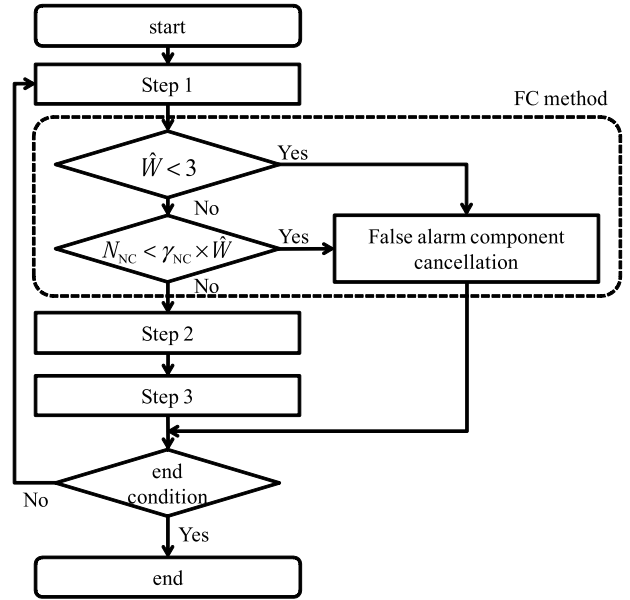 start
Step 1
FC method
Ŵ < 3
Yes
No
N_NC < γ_NC × Ŵ
Yes
False alarm component
cancellation
No
Step 2
Step 3
end
condition
No
Yes
end